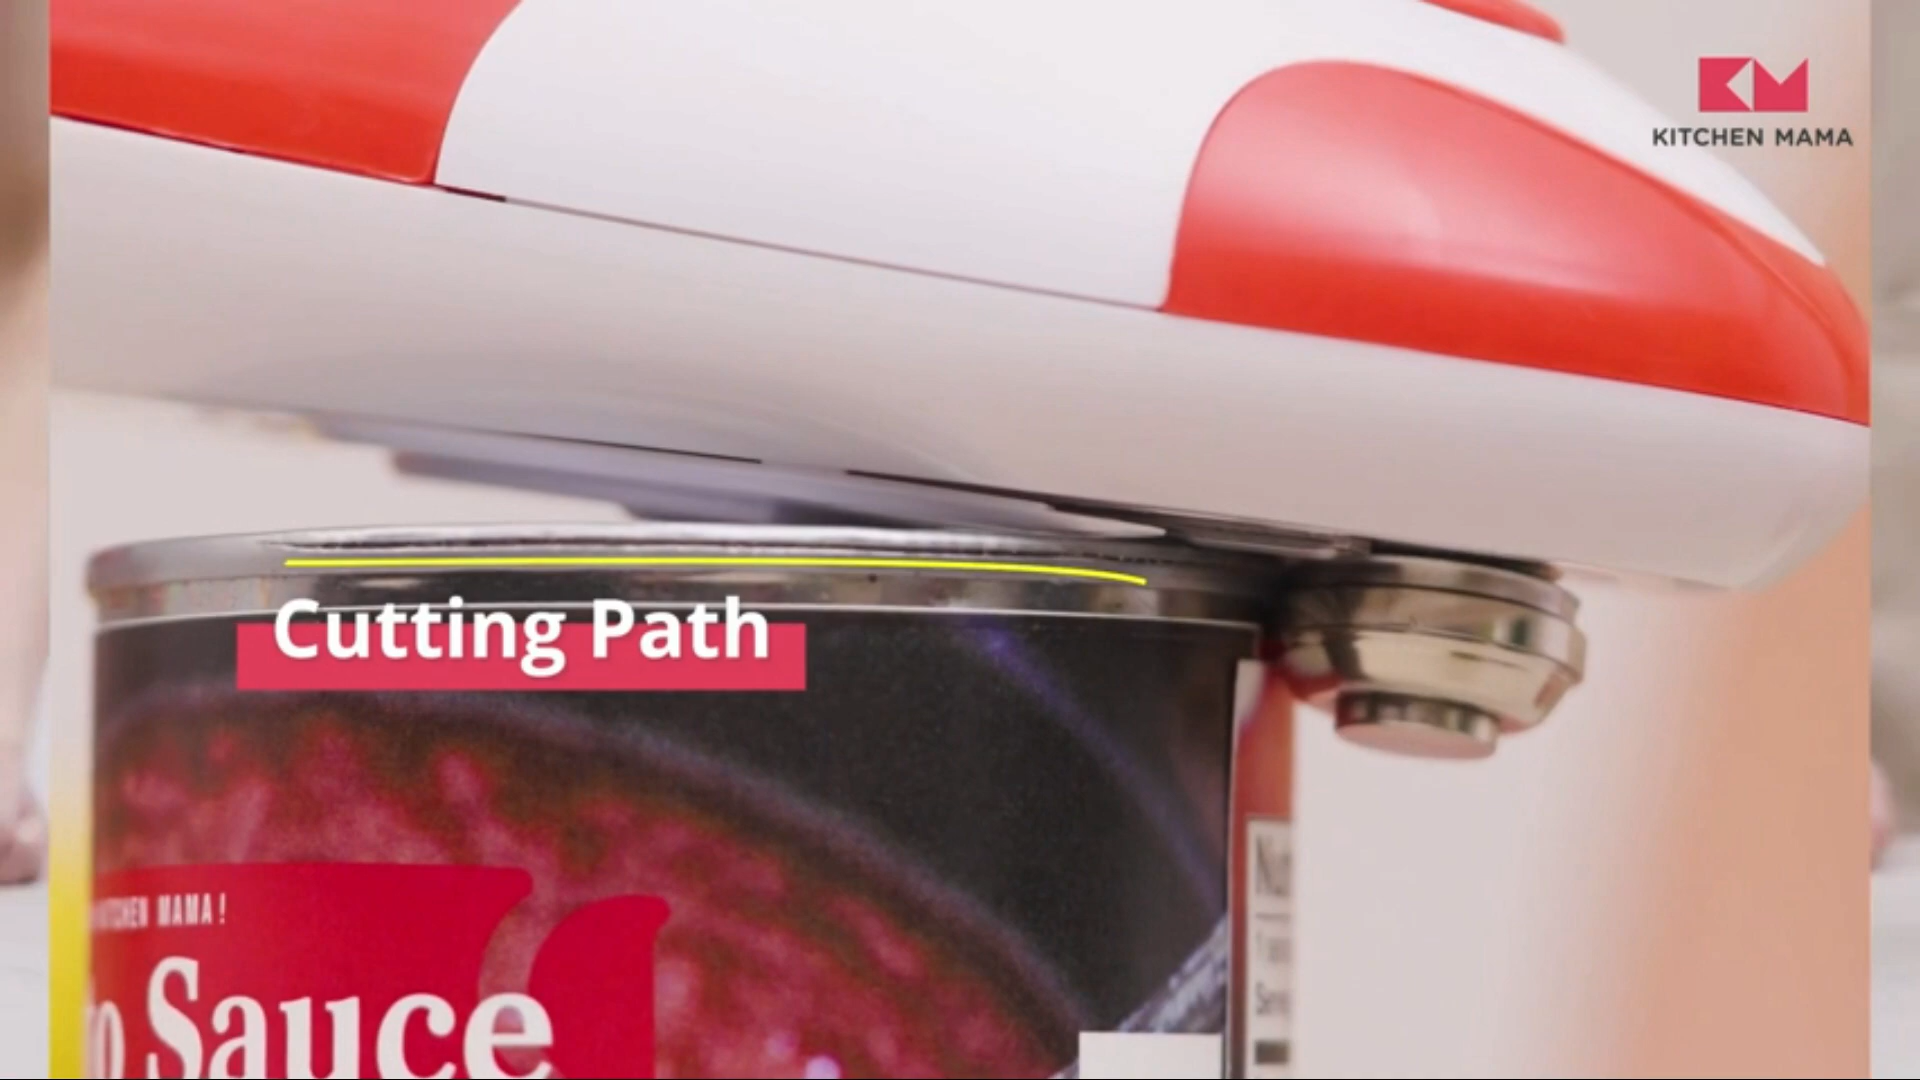 KM
KITCHEN MAMA
Cutting Path
KITCHEN MAMA!
Sauce